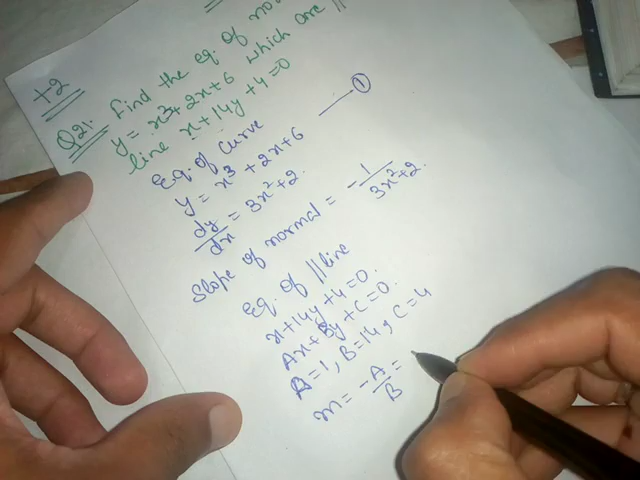 +2
Q21. Find the eq. of nor
y = x³+2x+6 which are ||
line x+14y+4=0
Eq. of curve
y = x³ + 2x + 6 —— ①
dy/dx = 3x²+2.
Slope of normal = -1/3x²+2.
Eq. of || line
x+14y+4=0.
Ax+By+C=0.
A=1, B=14, C=4
m = -A/B =